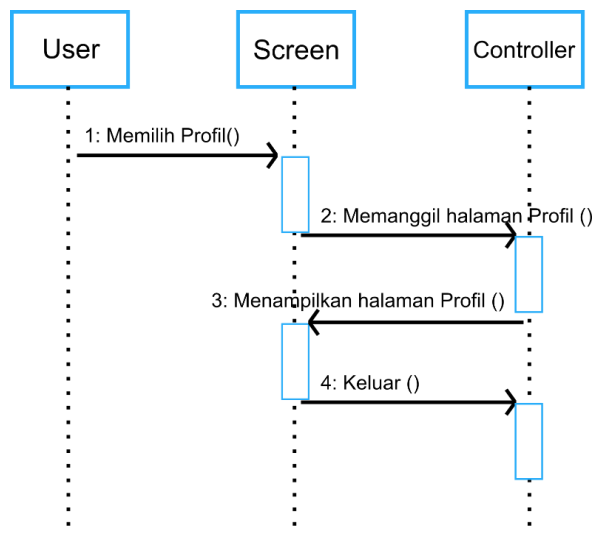 User
Screen
Controller
1: Memilih Profil()
2: Memanggil halaman Profil ()
3: Menampilkan halaman Profil ()
4: Keluar ()